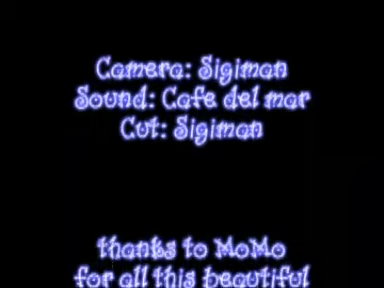 Camera: Sigiman
Sound: Cafe del mar
Cut: Sigiman
thanks to MoMo
for all this beautiful